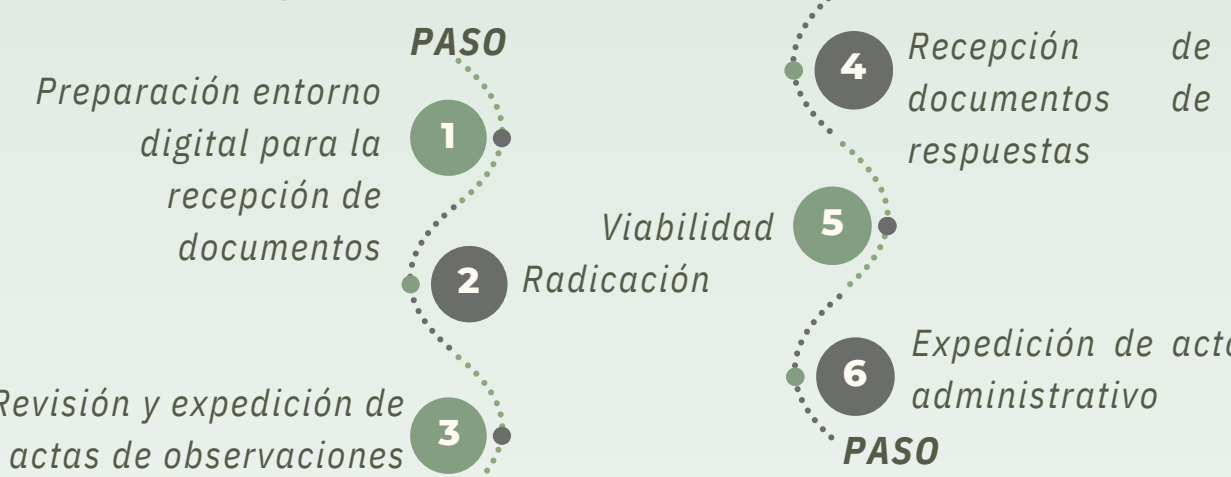 PASO
1
Preparación entorno
digital para la
recepción de
documentos
2
Radicación
3
Revisión y expedición de
actas de observaciones
4
Recepción de
documentos de
respuestas
5
Viabilidad
6
Expedición de acto
administrativo
PASO